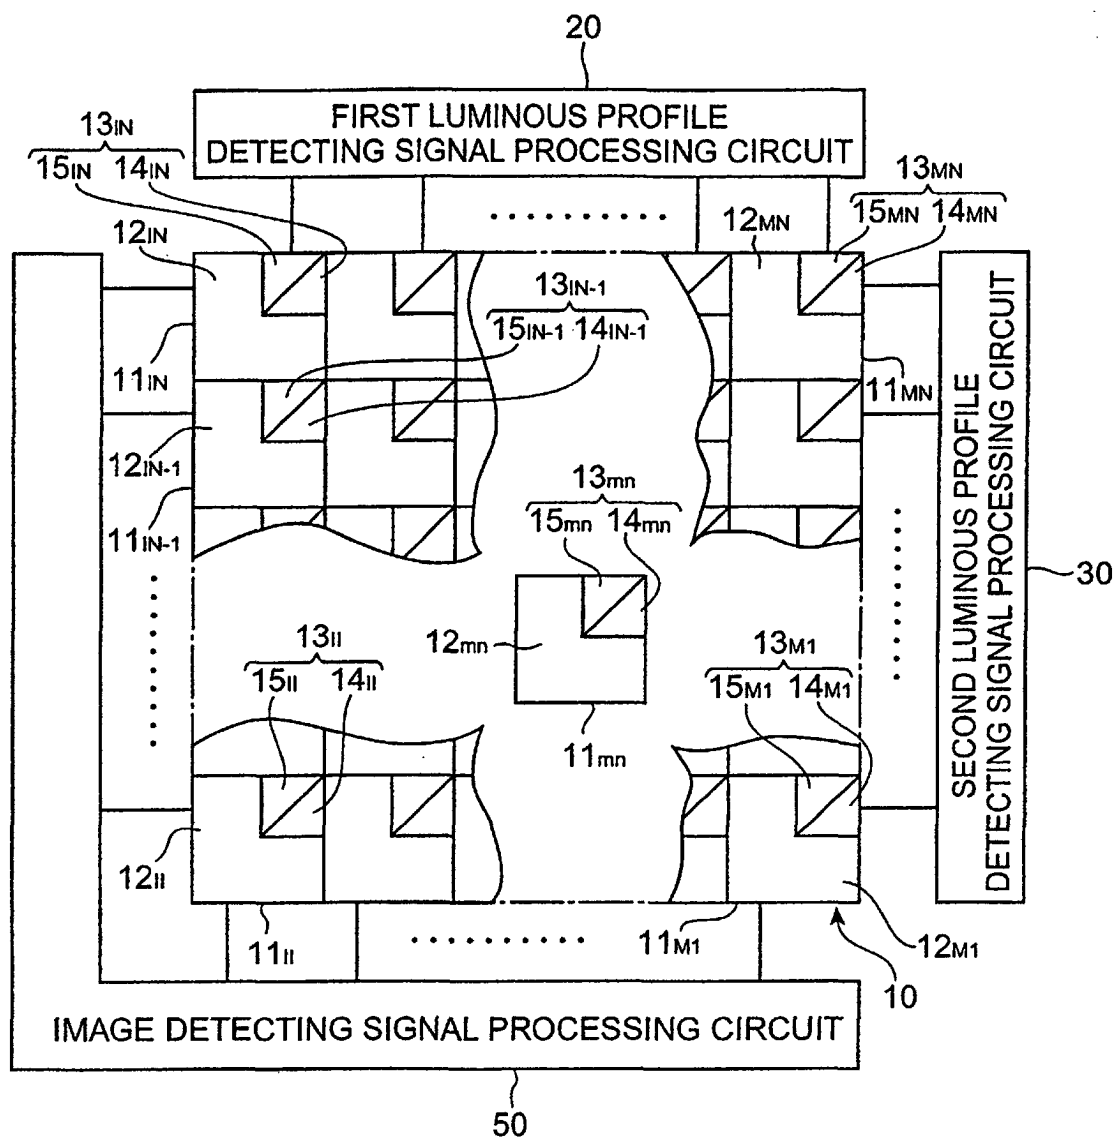 20
FIRST LUMINOUS PROFILE
DETECTING SIGNAL PROCESSING CIRCUIT
13IN
15IN 14IN
12IN
11IN
12IN-1
11IN-1
13IN-1
15IN-1 14IN-1
12MN
13MN
15MN 14MN
11MN
SECOND LUMINOUS PROFILE
DETECTING SIGNAL PROCESSING CIRCUIT
30
13mn
15mn 14mn
12mn
11mn
13II
15II 14II
12II
11II
13M1
15M1 14M1
11M1
12M1
10
IMAGE DETECTING SIGNAL PROCESSING CIRCUIT
50